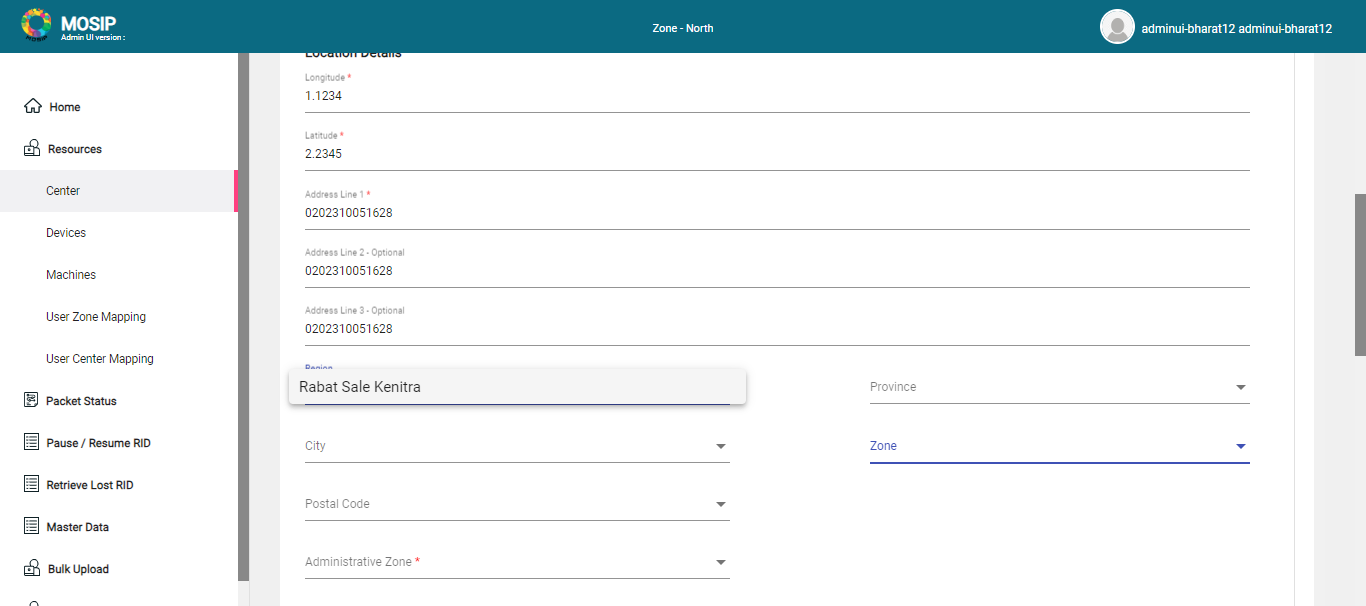 MOSIP
Admin UI version :
Zone - North
adminui-bharat12 adminui-bharat12
Home
Resources
Center
Devices
Machines
User Zone Mapping
User Center Mapping
Packet Status
Pause / Resume RID
Retrieve Lost RID
Master Data
Bulk Upload
Location Details
Longitude *
1.1234
Latitude *
2.2345
Address Line 1 *
0202310051628
Address Line 2 - Optional
0202310051628
Address Line 3 - Optional
0202310051628
Region
Rabat Sale Kenitra
Province
City
Zone
Postal Code
Administrative Zone *